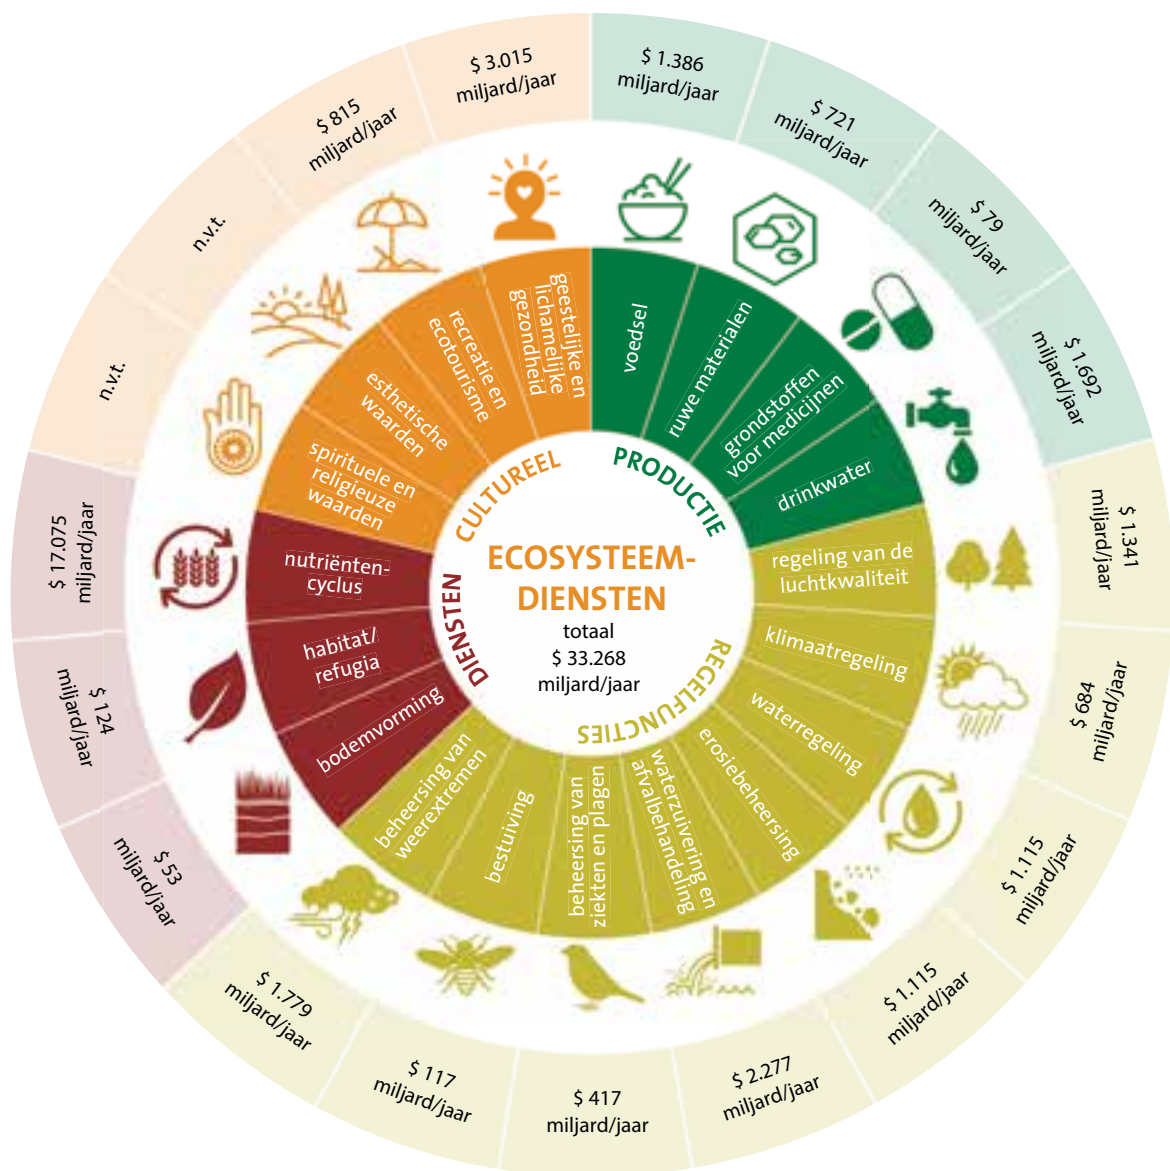 ECOSYSTEEM-
DIENSTEN
totaal
$ 33.268
miljard/jaar
PRODUCTIE
voedsel
$ 1.386
miljard/jaar
ruwe materialen
$ 721
miljard/jaar
grondstoffen
voor medicijnen
$ 79
miljard/jaar
drinkwater
$ 1.692
miljard/jaar
REGELFUNCTIES
regeling van de
luchtkwaliteit
$ 1.341
miljard/jaar
klimaatregeling
$ 684
miljard/jaar
waterregeling
$ 1.115
miljard/jaar
erosiebeheersing
$ 1.115
miljard/jaar
waterzuivering en
afvalbehandeling
$ 2.277
miljard/jaar
beheersing van
ziekten en plagen
$ 417
miljard/jaar
bestuiving
$ 117
miljard/jaar
beheersing van
weerextremen
$ 1.779
miljard/jaar
DIENSTEN
bodemvorming
$ 53
miljard/jaar
habitat/
refugia
$ 124
miljard/jaar
nutriënten-
cyclus
$ 17.075
miljard/jaar
CULTUREEL
spirituele en
religieuze
waarden
n.v.t.
esthetische
waarden
n.v.t.
recreatie en
ecotourisme
$ 815
miljard/jaar
geestelijke en
lichamelijke
gezondheid
$ 3.015
miljard/jaar